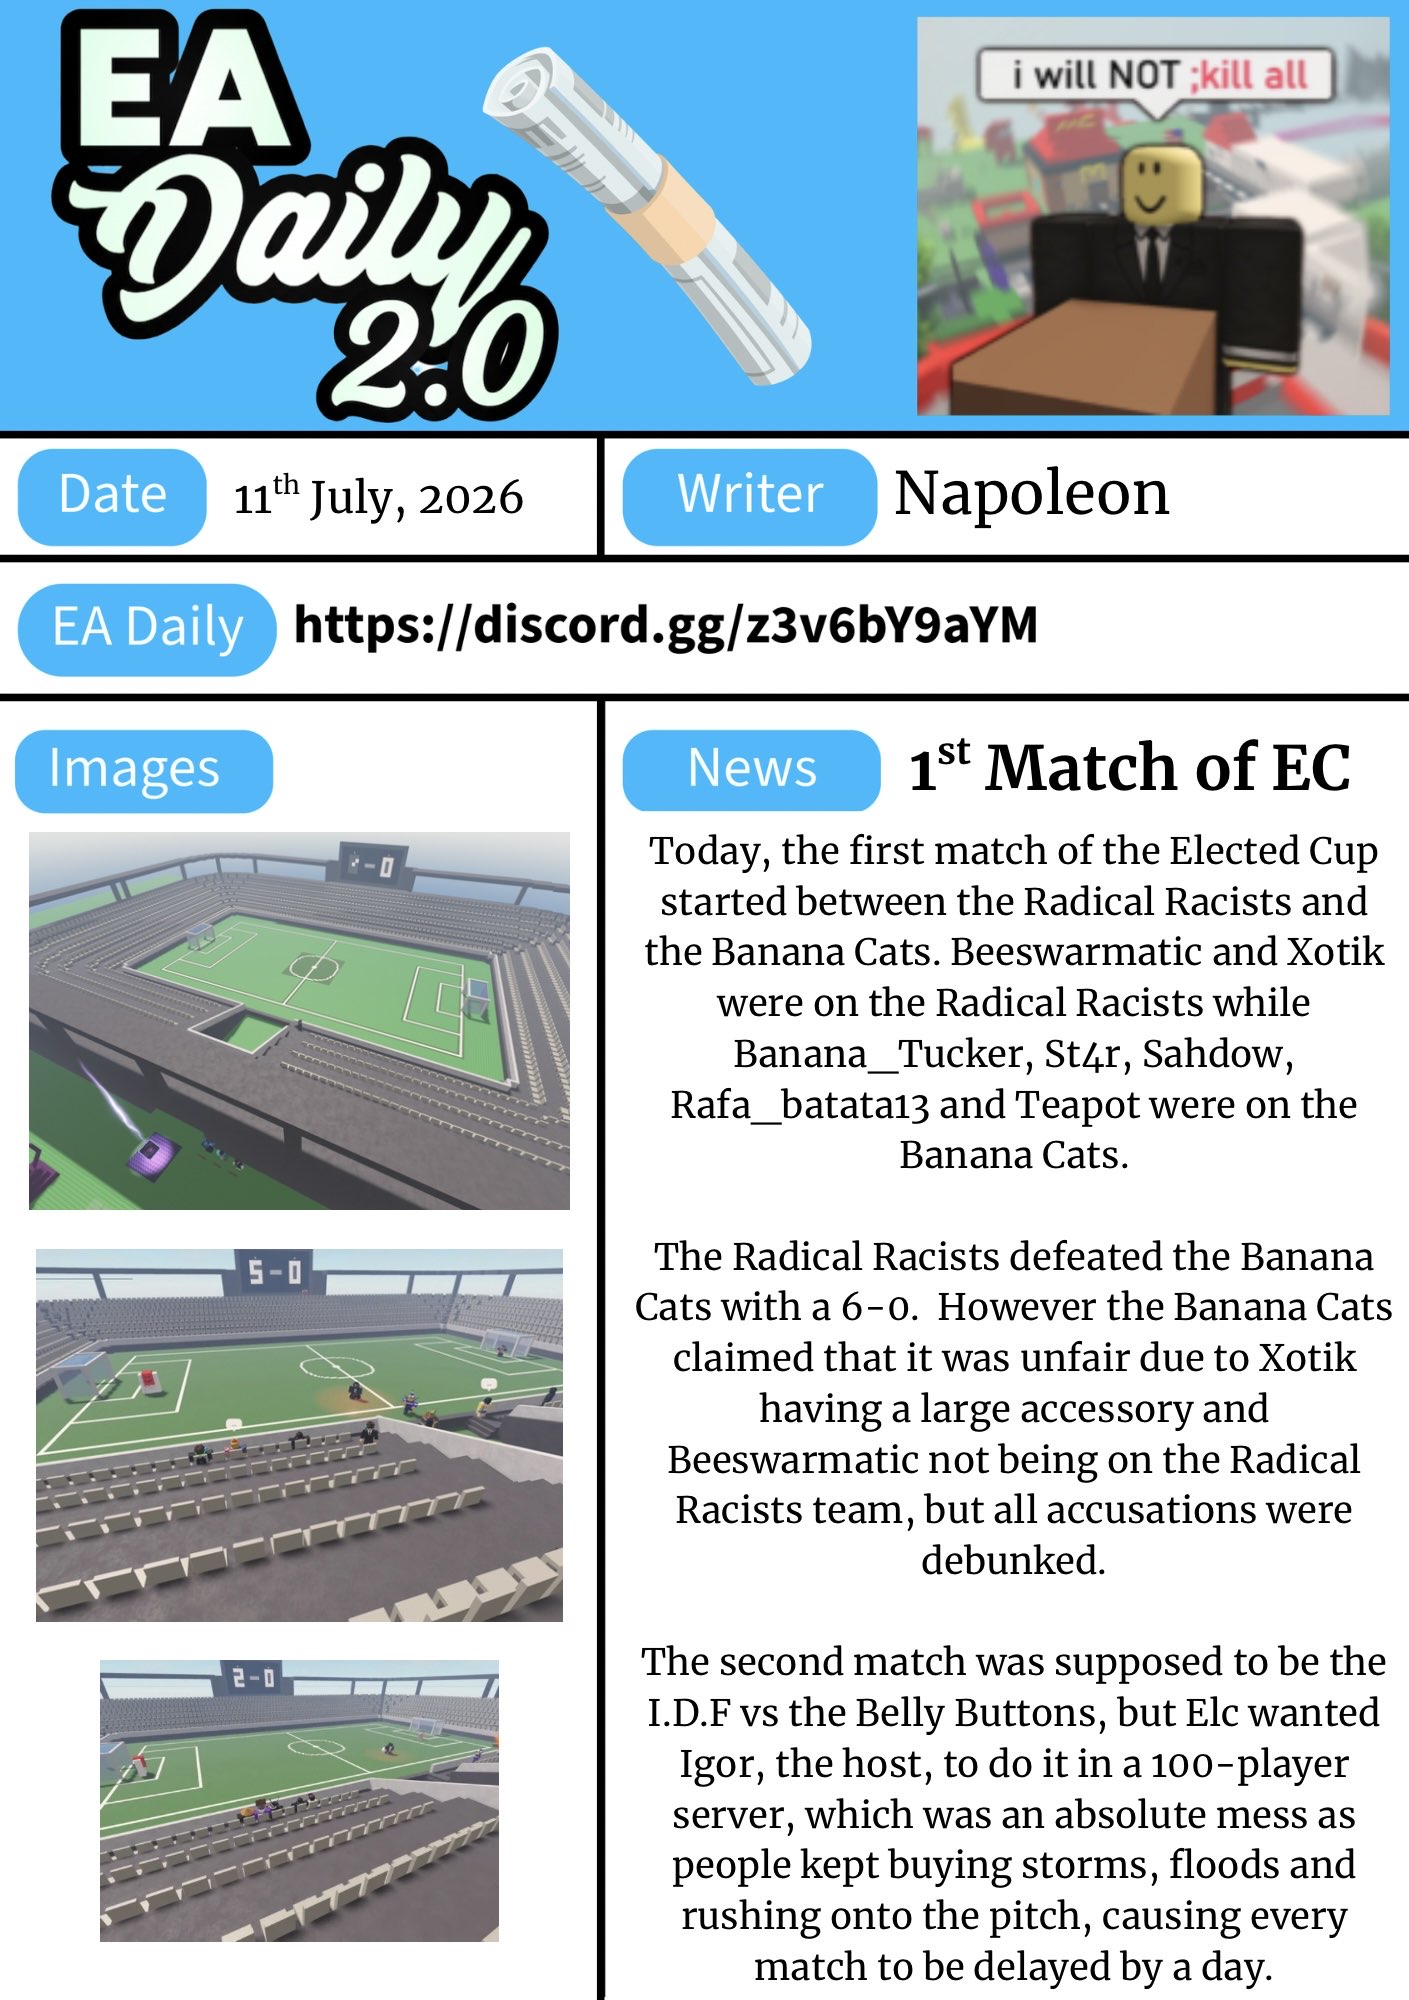 EA
Daily
2.0
i will NOT ;kill all
Date
11th July, 2026
Writer
Napoleon
EA Daily
https://discord.gg/z3v6bY9aYM
Images
5-0
2-0
News
1st Match of EC
Today, the first match of the Elected Cup
started between the Radical Racists and
the Banana Cats. Beeswarmatic and Xotik
were on the Radical Racists while
Banana_Tucker, St4r, Sahdow,
Rafa_batata13 and Teapot were on the
Banana Cats.
The Radical Racists defeated the Banana
Cats with a 6-0.  However the Banana Cats
claimed that it was unfair due to Xotik
having a large accessory and
Beeswarmatic not being on the Radical
Racists team, but all accusations were
debunked.
The second match was supposed to be the
I.D.F vs the Belly Buttons, but Elc wanted
Igor, the host, to do it in a 100-player
server, which was an absolute mess as
people kept buying storms, floods and
rushing onto the pitch, causing every
match to be delayed by a day.